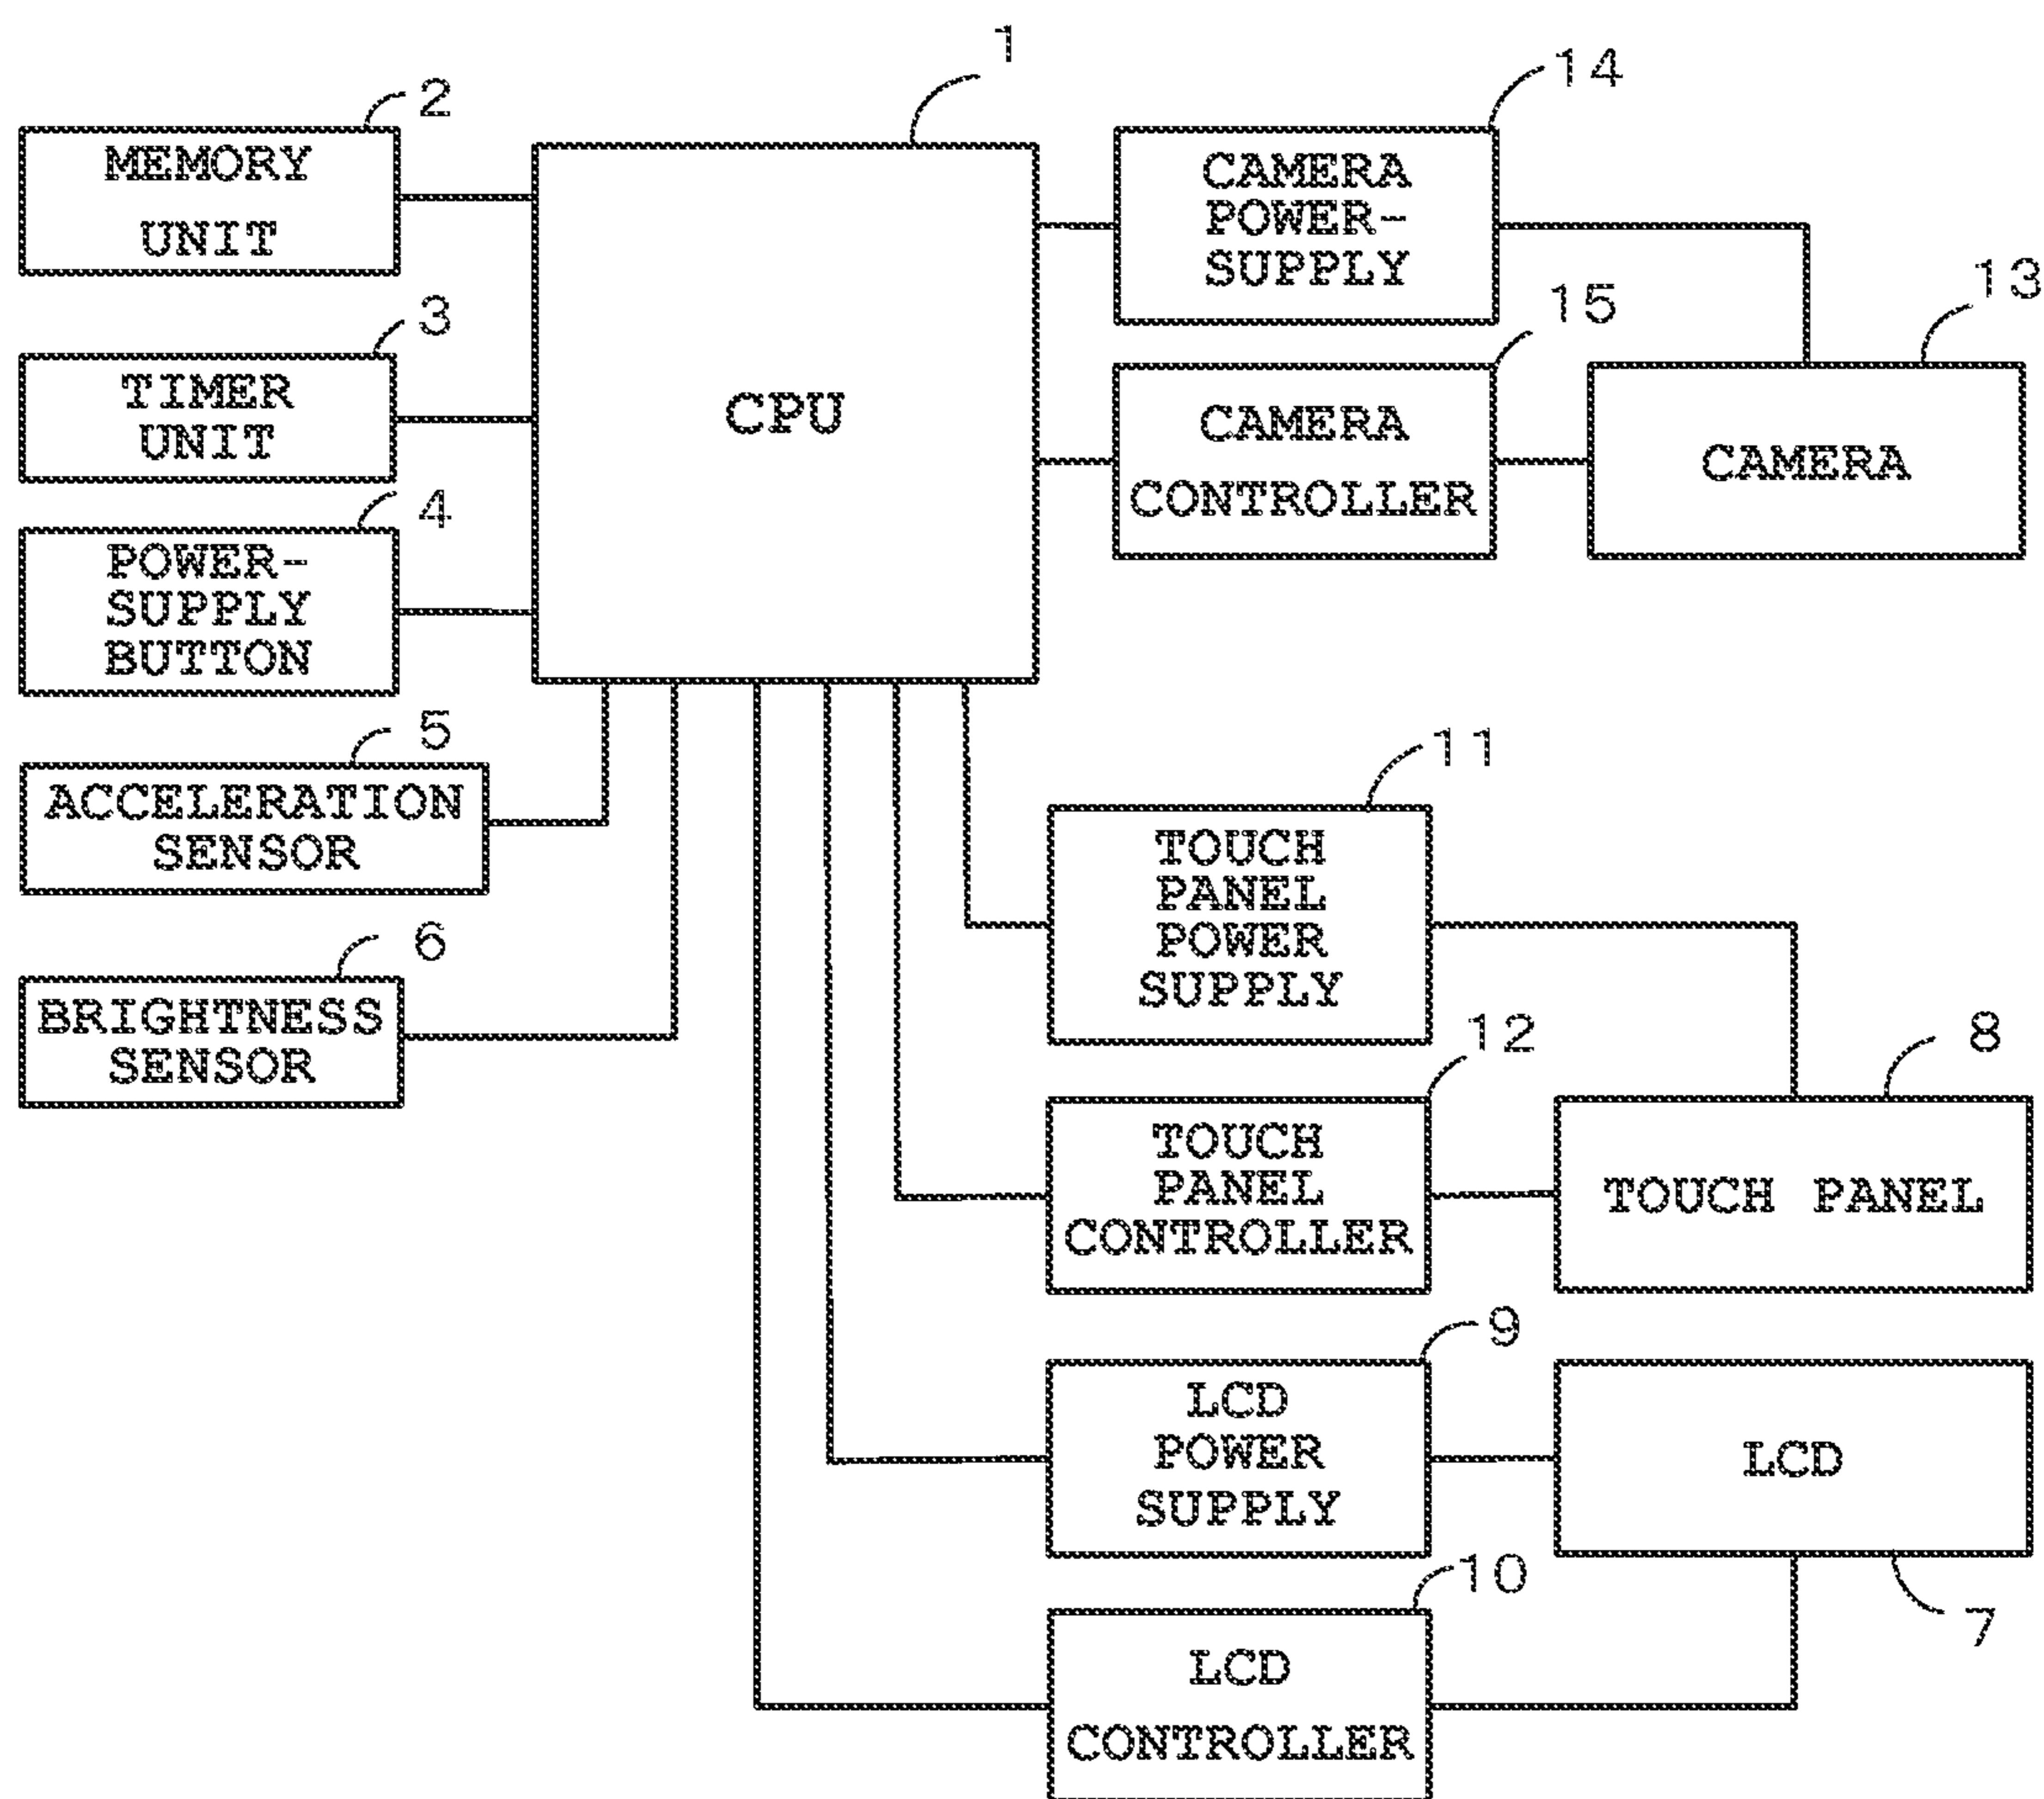 1
2
MEMORY
UNIT
3
TIMER
UNIT
4
POWER-
SUPPLY
BUTTON
5
ACCELERATION
SENSOR
6
BRIGHTNESS
SENSOR
CPU
14
CAMERA
POWER-
SUPPLY
15
CAMERA
CONTROLLER
13
CAMERA
11
TOUCH
PANEL
POWER
SUPPLY
12
TOUCH
PANEL
CONTROLLER
8
TOUCH PANEL
9
LCD
POWER
SUPPLY
LCD
7
10
LCD
CONTROLLER